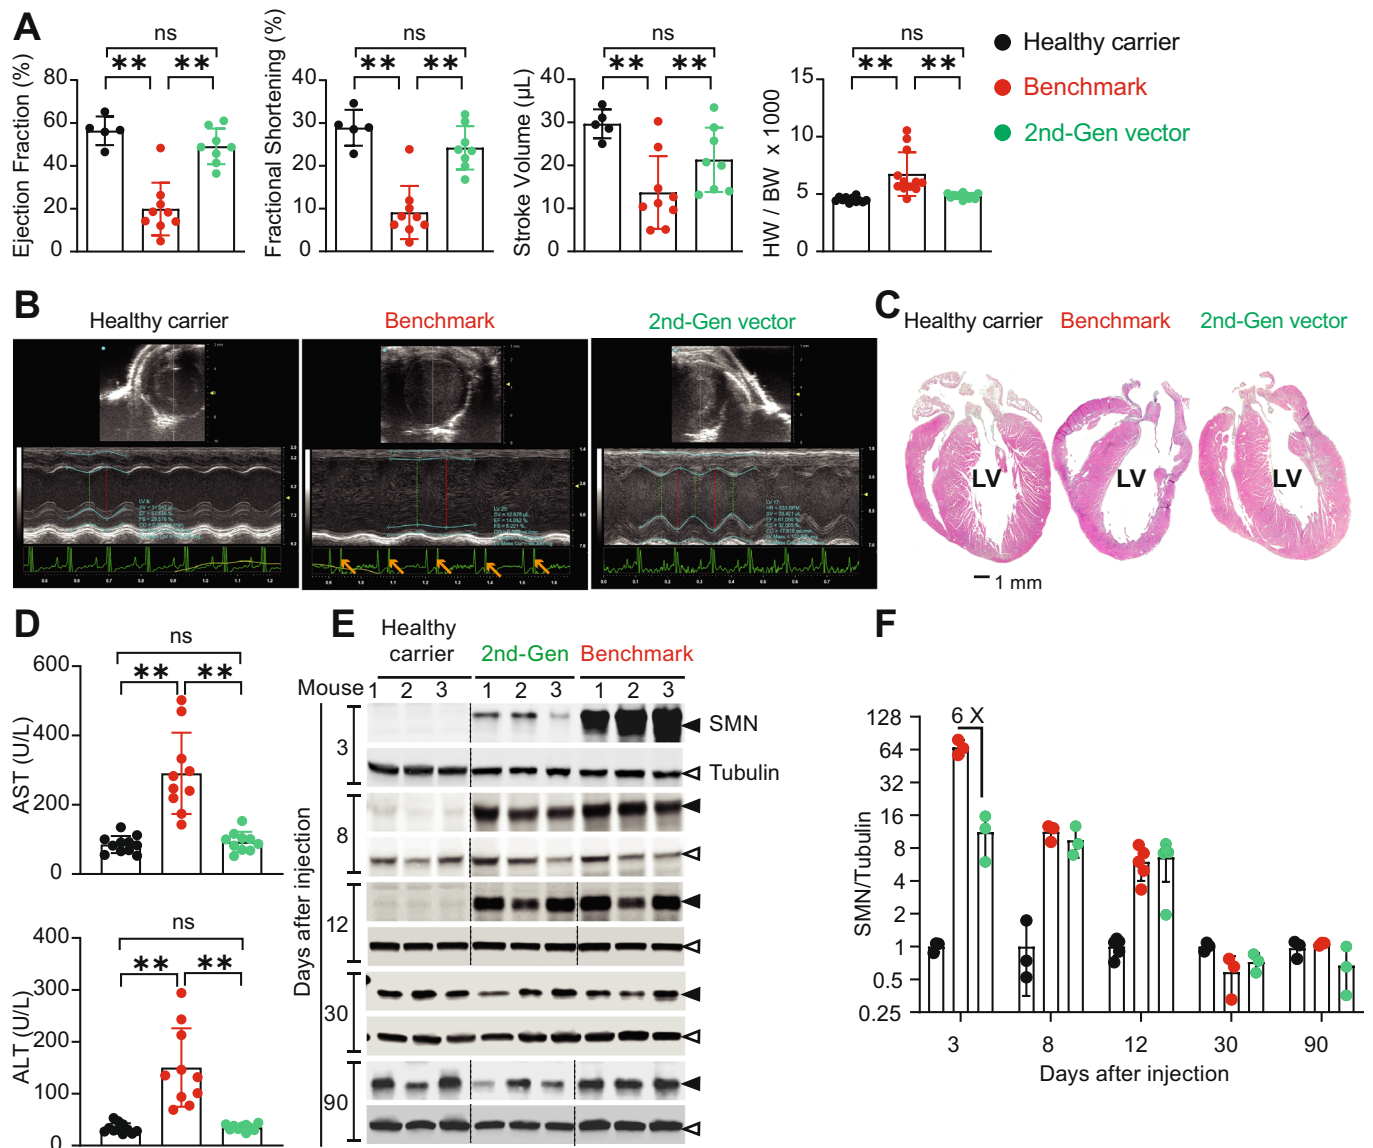 A
Ejection Fraction (%)
80
60
40
20
0
ns
** **
Fractional Shortening (%)
40
30
20
10
0
ns
** **
Stroke Volume (µL)
60
40
30
20
10
0
ns
** **
HW / BW x 1000
15
10
5
0
ns
** **
Healthy carrier
Benchmark
2nd-Gen vector
B
Healthy carrier
Benchmark
2nd-Gen vector
C
Healthy carrier
Benchmark
2nd-Gen vector
LV
LV
LV
1 mm
D
AST (U/L)
600
400
200
0
ns
** **
ALT (U/L)
400
300
200
100
0
ns
** **
E
Healthy carrier
2nd-Gen
Benchmark
Mouse 1 2 3 1 2 3 1 2 3
Days after injection
3
SMN
Tubulin
8
12
30
90
F
SMN/Tubulin
128
64
32
16
8
4
2
1
0.5
0.25
6 X
3 8 12 30 90
Days after injection